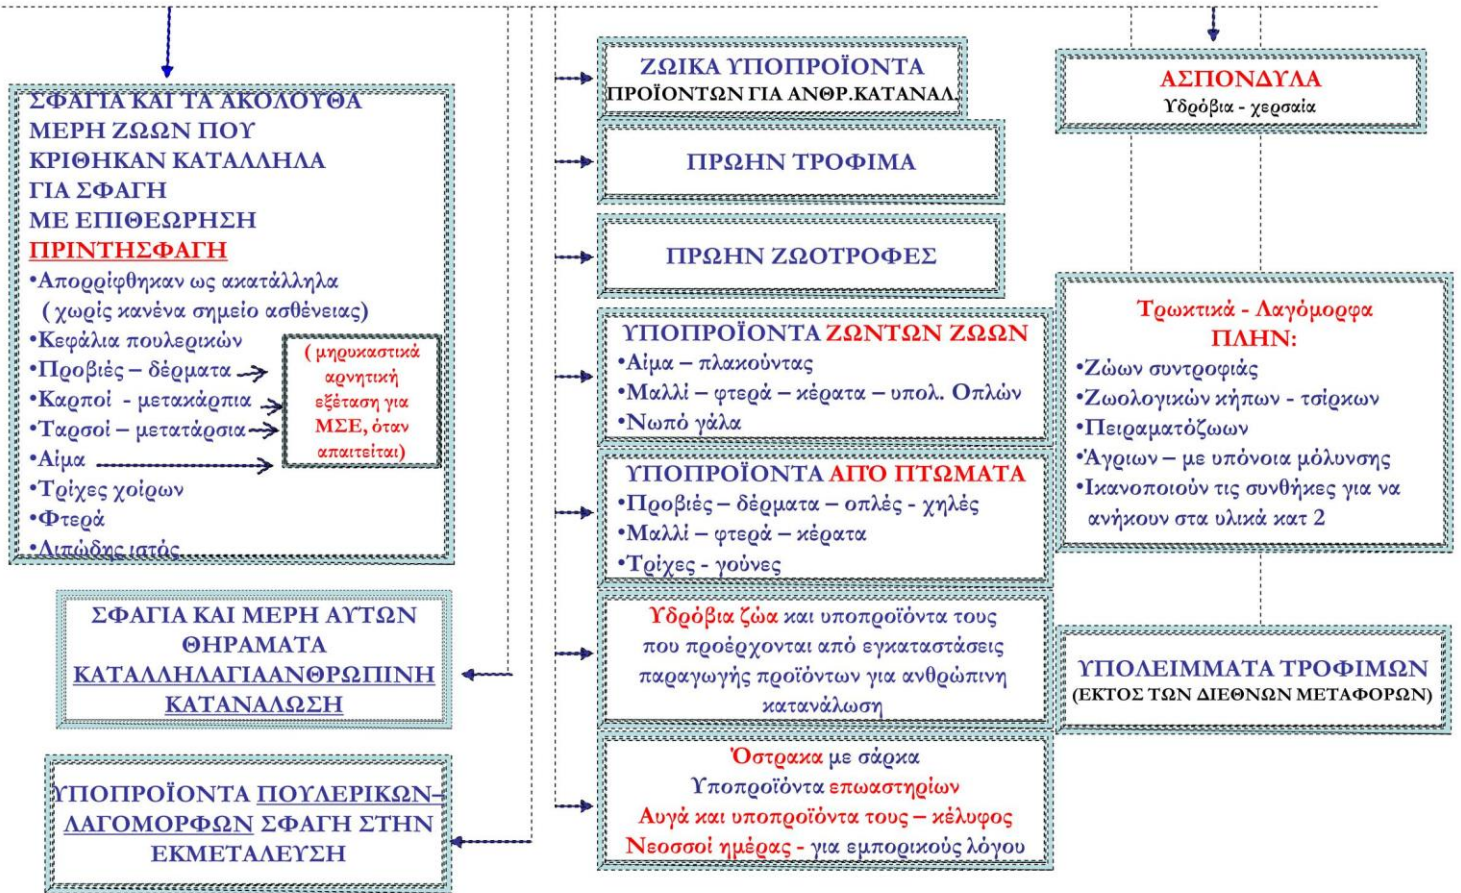 ΣΦΑΓΙΑ ΚΑΙ ΤΑ ΑΚΟΛΟΥΘΑ
ΜΕΡΗ ΖΩΩΝ ΠΟΥ
ΚΡΙΘΗΚΑΝ ΚΑΤΑΛΛΗΛΑ
ΓΙΑ ΣΦΑΓΗ
ΜΕ ΕΠΙΘΕΩΡΗΣΗ
ΠΡΙΝΤΗΣΦΑΓΗ
•Απορρίφθηκαν ως ακατάλληλα
( χωρίς κανένα σημείο ασθένειας)
•Κεφάλια πουλερικών
•Προβιές – δέρματα
•Καρποί - μετακάρπια
•Ταρσοί – μετατάρσια
•Αίμα
•Τρίχες χοίρων
•Φτερά
•Λιπώδης ιστός
( μηρυκαστικά
αρνητική
εξέταση για
ΜΣΕ, όταν
απαιτείται)
ΣΦΑΓΙΑ ΚΑΙ ΜΕΡΗ ΑΥΤΩΝ
ΘΗΡΑΜΑΤΑ
ΚΑΤΑΛΛΗΛΑΓΙΑΑΝΘΡΩΠΙΝΗ
ΚΑΤΑΝΑΛΩΣΗ
ΥΠΟΠΡΟΪΟΝΤΑ ΠΟΥΛΕΡΙΚΩΝ–
ΛΑΓΟΜΟΡΦΩΝ ΣΦΑΓΗ ΣΤΗΝ
ΕΚΜΕΤΑΛΕΥΣΗ
ΖΩΙΚΑ ΥΠΟΠΡΟΪΟΝΤΑ
ΠΡΟΪΟΝΤΩΝ ΓΙΑ ΑΝΘΡ.ΚΑΤΑΝΑΛ.
ΠΡΩΗΝ ΤΡΟΦΙΜΑ
ΠΡΩΗΝ ΖΩΟΤΡΟΦΕΣ
ΥΠΟΠΡΟΪΟΝΤΑ ΖΩΝΤΩΝ ΖΩΩΝ
•Αίμα – πλακούντας
•Μαλλί – φτερά – κέρατα – υπολ. Οπλών
•Νωπό γάλα
ΥΠΟΠΡΟΪΟΝΤΑ ΑΠΌ ΠΤΩΜΑΤΑ
•Προβιές – δέρματα – οπλές - χηλές
•Μαλλί – φτερά – κέρατα
•Τρίχες - γούνες
Υδρόβια ζώα και υποπροϊόντα τους
που προέρχονται από εγκαταστάσεις
παραγωγής προϊόντων για ανθρώπινη
κατανάλωση
Όστρακα με σάρκα
Υποπροϊόντα επωαστηρίων
Αυγά και υποπροϊόντα τους – κέλυφος
Νεοσσοί ημέρας - για εμπορικούς λόγου
ΑΣΠΟΝΔΥΛΑ
Υδρόβια - χερσαία
Τρωκτικά - Λαγόμορφα
ΠΛΗΝ:
•Ζώων συντροφιάς
•Ζωολογικών κήπων - τσίρκων
•Πειραματόζωων
•Άγριων – με υπόνοια μόλυνσης
•Ικανοποιούν τις συνθήκες για να
ανήκουν στα υλικά κατ 2
ΥΠΟΛΕΙΜΜΑΤΑ ΤΡΟΦΙΜΩΝ
(ΕΚΤΟΣ ΤΩΝ ΔΙΕΘΝΩΝ ΜΕΤΑΦΟΡΩΝ)